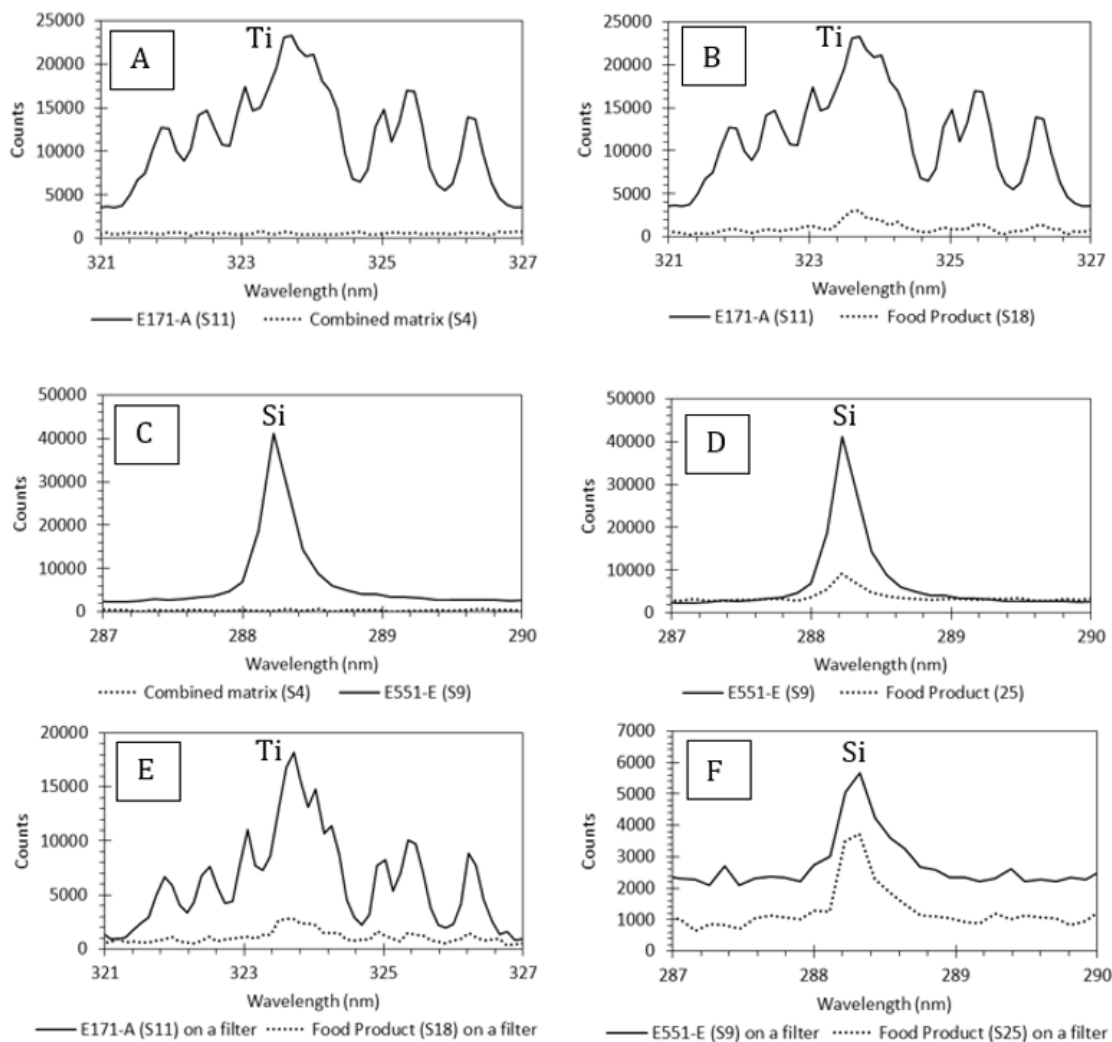 A
Ti
25000
20000
15000
10000
5000
0
Counts
321 323 325 327
Wavelength (nm)
E171-A (S11) Combined matrix (S4)
B
Ti
25000
20000
15000
10000
5000
0
Counts
321 323 325 327
Wavelength (nm)
E171-A (S11) Food Product (S18)
C
Si
50000
40000
30000
20000
10000
0
Counts
287 288 289 290
Wavelength (nm)
Combined matrix (S4) E551-E (S9)
D
Si
50000
40000
30000
20000
10000
0
Counts
287 288 289 290
Wavelength (nm)
E551-E (S9) Food Product (25)
E
Ti
20000
15000
10000
5000
0
Counts
321 323 325 327
Wavelength (nm)
E171-A (S11) on a filter Food Product (S18) on a filter
F
Si
7000
6000
5000
4000
3000
2000
1000
0
Counts
287 288 289 290
Wavelength (nm)
E551-E (S9) on a filter Food Product (S25) on a filter